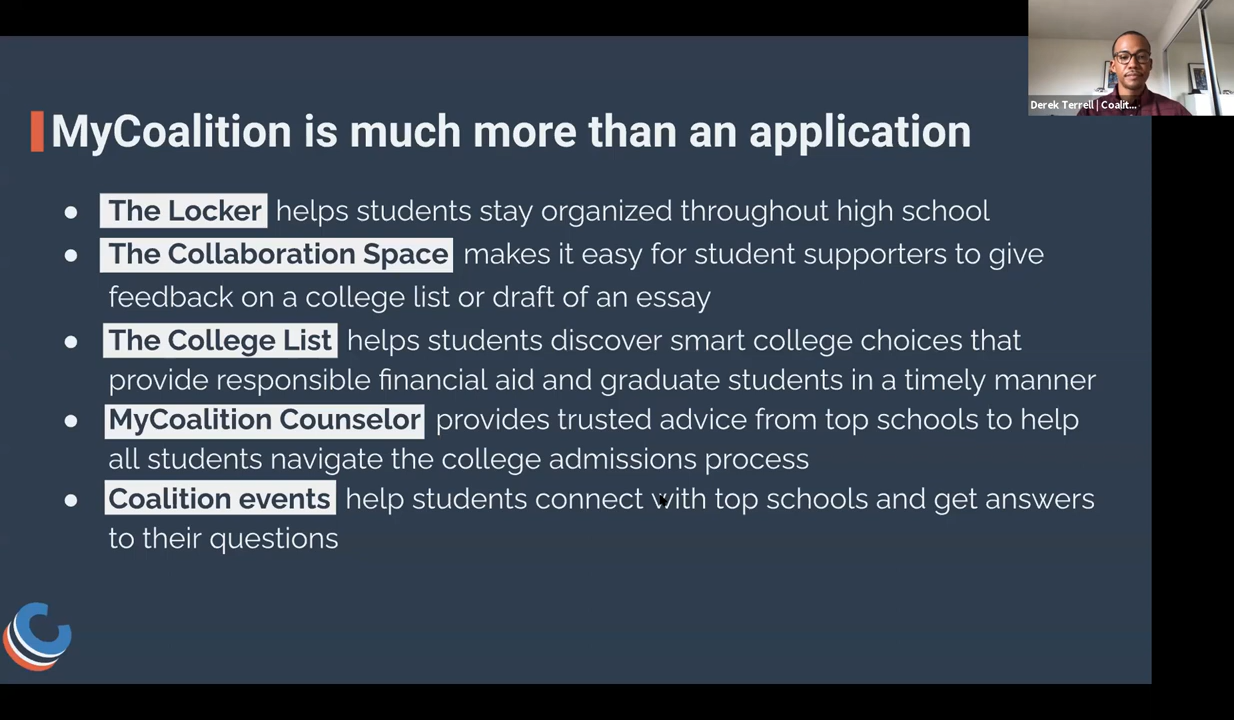 Derek Terrell | Coalit...
MyCoalition is much more than an application
● The Locker helps students stay organized throughout high school
● The Collaboration Space makes it easy for student supporters to give
feedback on a college list or draft of an essay
● The College List helps students discover smart college choices that
provide responsible financial aid and graduate students in a timely manner
● MyCoalition Counselor provides trusted advice from top schools to help
all students navigate the college admissions process
● Coalition events help students connect with top schools and get answers
to their questions